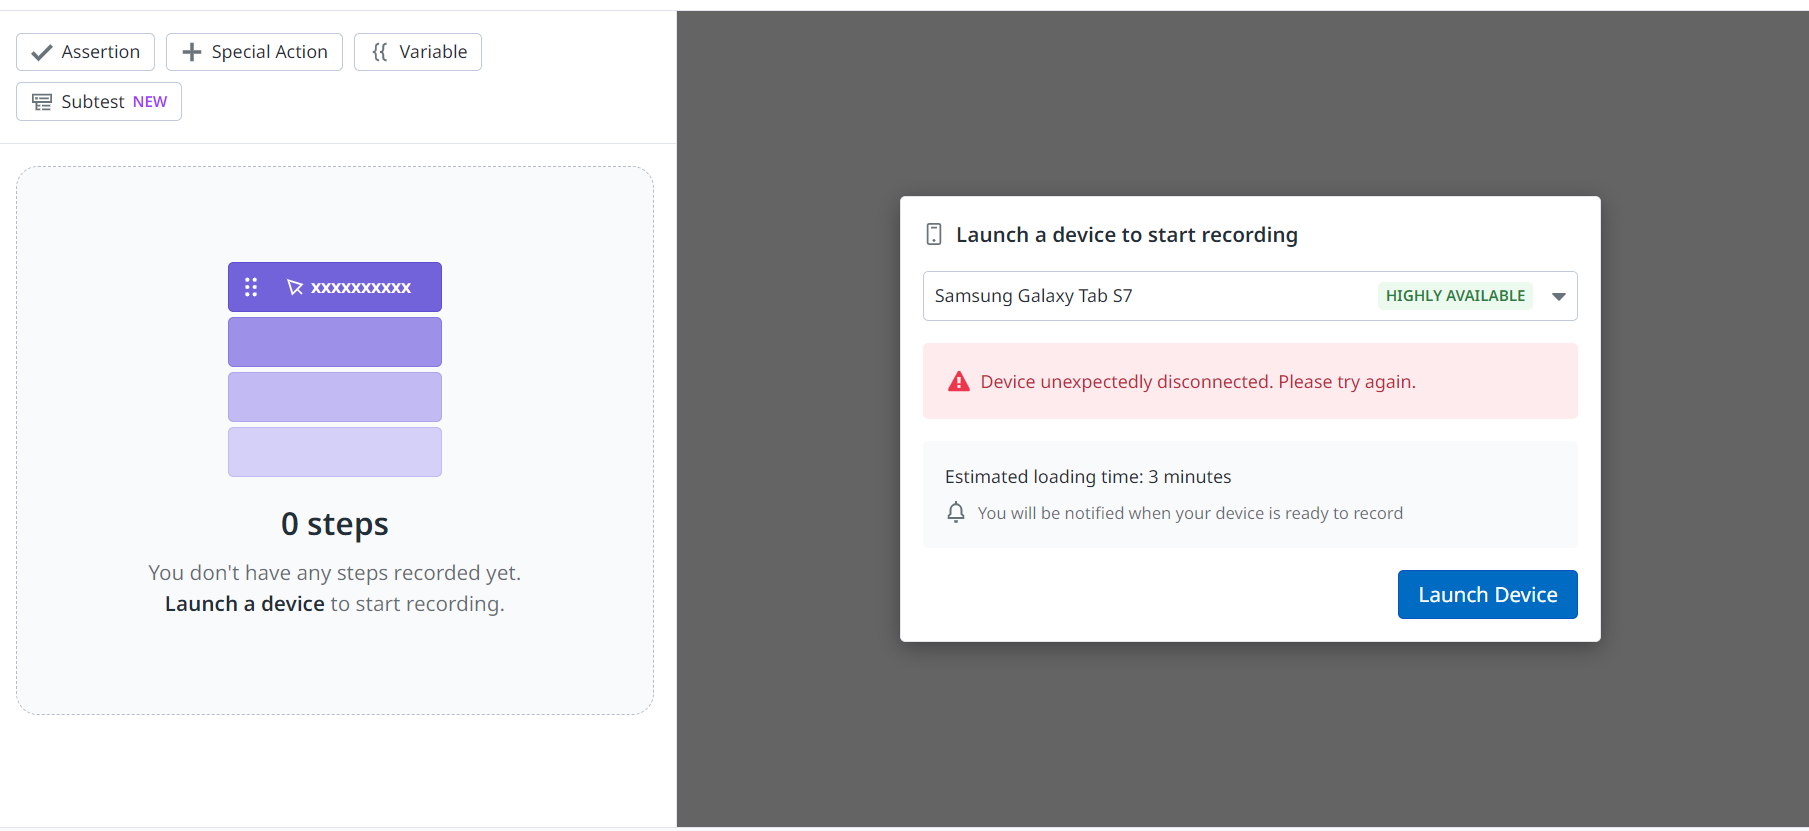 Assertion
Special Action
Variable
Subtest NEW
xxxxxxxxxx
0 steps
You don't have any steps recorded yet.
Launch a device to start recording.
Launch a device to start recording
Samsung Galaxy Tab S7 HIGHLY AVAILABLE
Device unexpectedly disconnected. Please try again.
Estimated loading time: 3 minutes
You will be notified when your device is ready to record
Launch Device